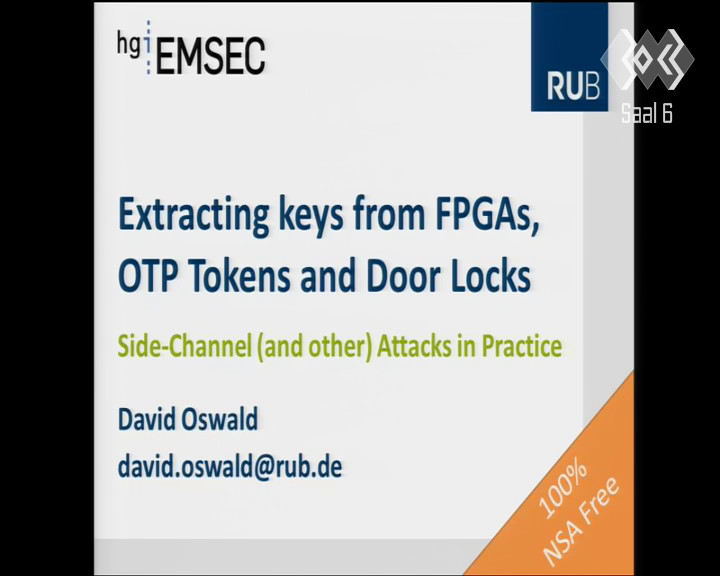 hgi EMSEC
RUB
Saal 6
Extracting keys from FPGAs,
OTP Tokens and Door Locks
Side-Channel (and other) Attacks in Practice
David Oswald
david.oswald@rub.de
100%
NSA Free